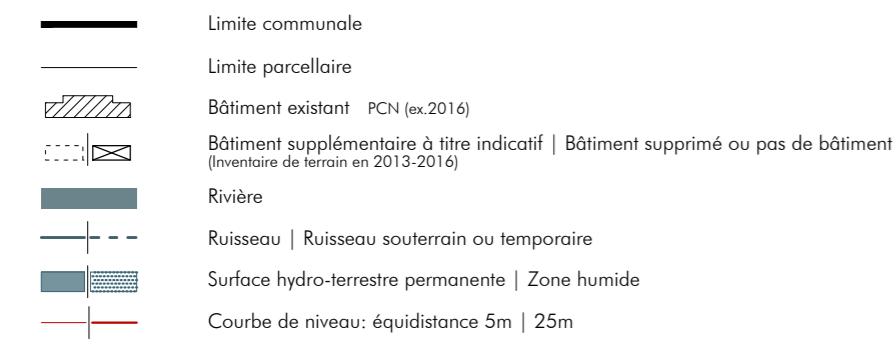 Limite communale
Limite parcellaire
Bâtiment existant PCN (ex.2016)
Bâtiment supplémentaire à titre indicatif | Bâtiment supprimé ou pas de bâtiment
(Inventaire de terrain en 2013-2016)
Rivière
Ruisseau | Ruisseau souterrain ou temporaire
Surface hydro-terrestre permanente | Zone humide
Courbe de niveau: équidistance 5m | 25m